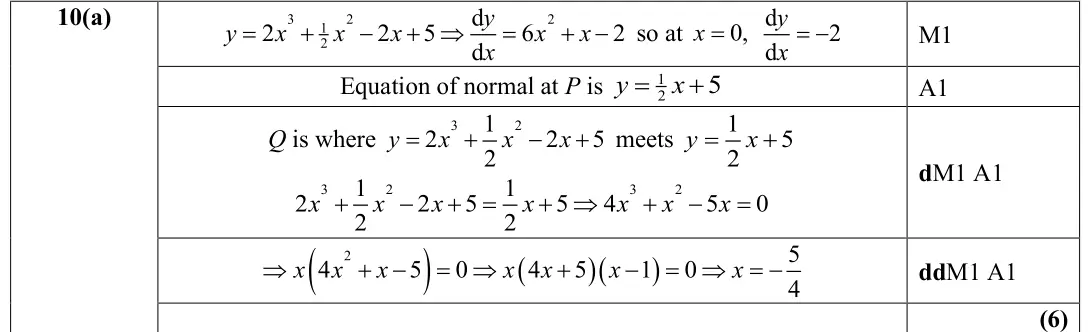 10(a)
y = 2x³ + ½x² − 2x + 5 ⇒ dy/dx = 6x² + x − 2 so at x = 0, dy/dx = −2 M1
Equation of normal at P is y = ½x + 5 A1
Q is where y = 2x³ + 1/2 x² − 2x + 5 meets y = 1/2 x + 5
2x³ + 1/2 x² − 2x + 5 = 1/2 x + 5 ⇒ 4x³ + x² − 5x = 0
dM1 A1
⇒ x(4x² + x − 5) = 0 ⇒ x(4x + 5)(x − 1) = 0 ⇒ x = −5/4 ddM1 A1
(6)